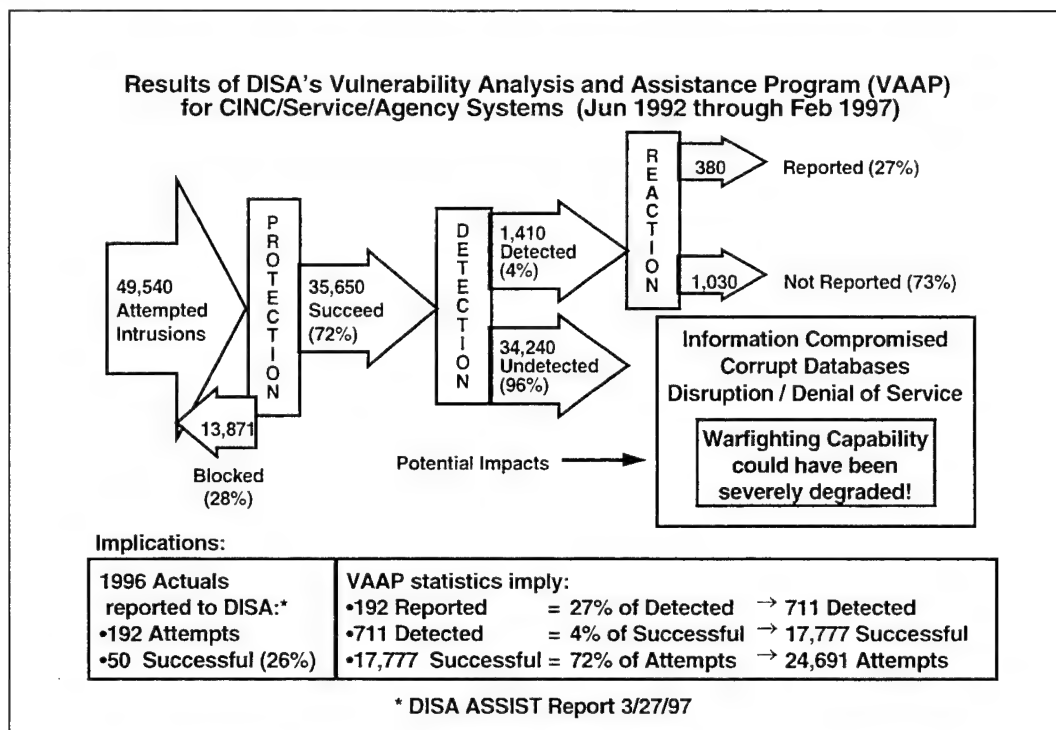 Results of DISA's Vulnerability Analysis and Assistance Program (VAAP)
for CINC/Service/Agency Systems (Jun 1992 through Feb 1997)
49,540
Attempted
Intrusions
PROTECTION
13,871
Blocked
(28%)
35,650
Succeed
(72%)
DETECTION
1,410
Detected
(4%)
34,240
Undetected
(96%)
REACTION
380
Reported (27%)
1,030
Not Reported (73%)
Potential Impacts
Information Compromised
Corrupt Databases
Disruption / Denial of Service
Warfighting Capability
could have been
severely degraded!
Implications:
1996 Actuals
reported to DISA:*
•192 Attempts
•50 Successful (26%)
VAAP statistics imply:
•192 Reported = 27% of Detected → 711 Detected
•711 Detected = 4% of Successful → 17,777 Successful
•17,777 Successful = 72% of Attempts → 24,691 Attempts
* DISA ASSIST Report 3/27/97